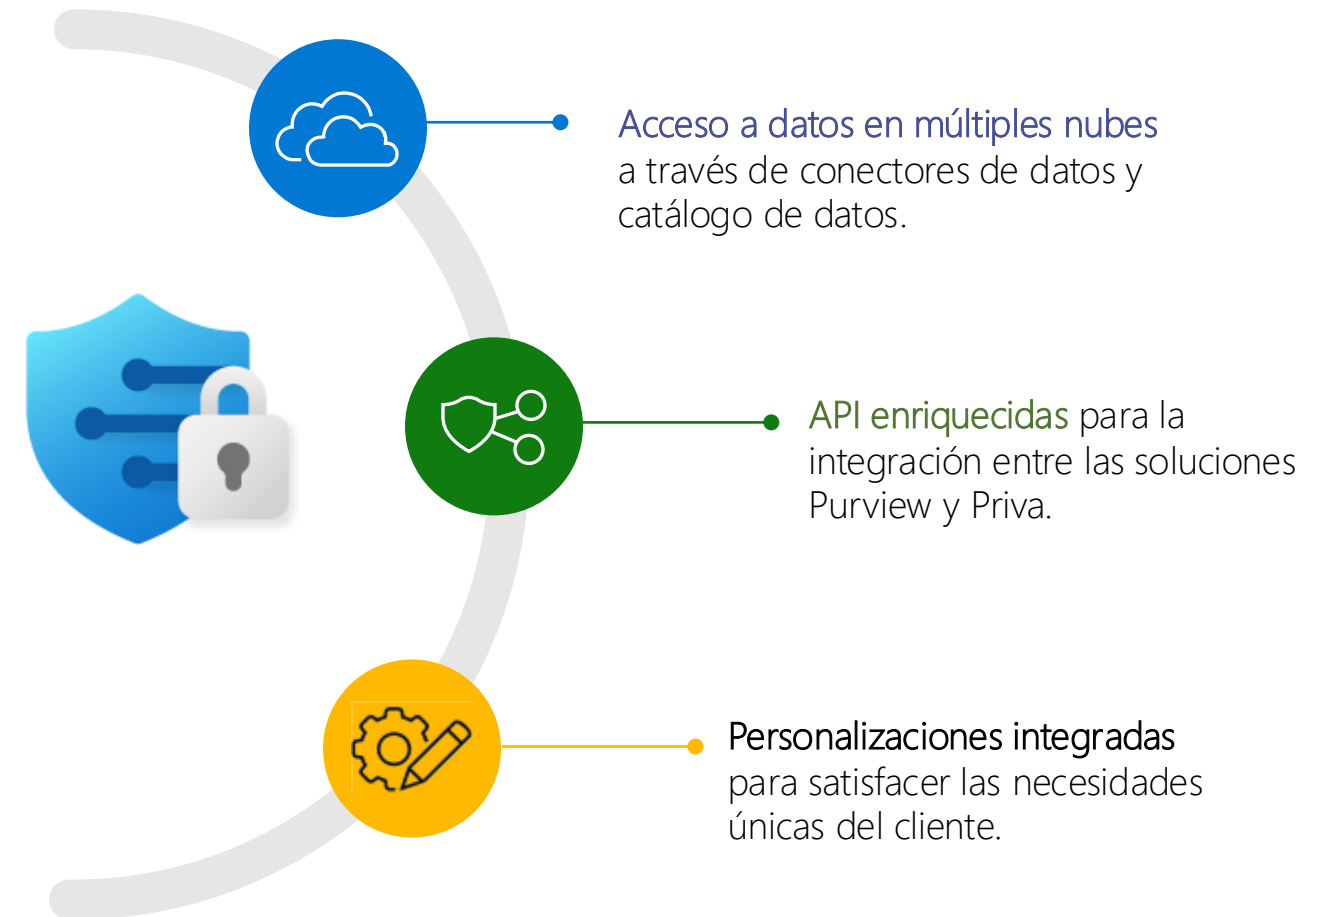 Acceso a datos en múltiples nubes
a través de conectores de datos y
catálogo de datos.
API enriquecidas para la
integración entre las soluciones
Purview y Priva.
Personalizaciones integradas
para satisfacer las necesidades
únicas del cliente.